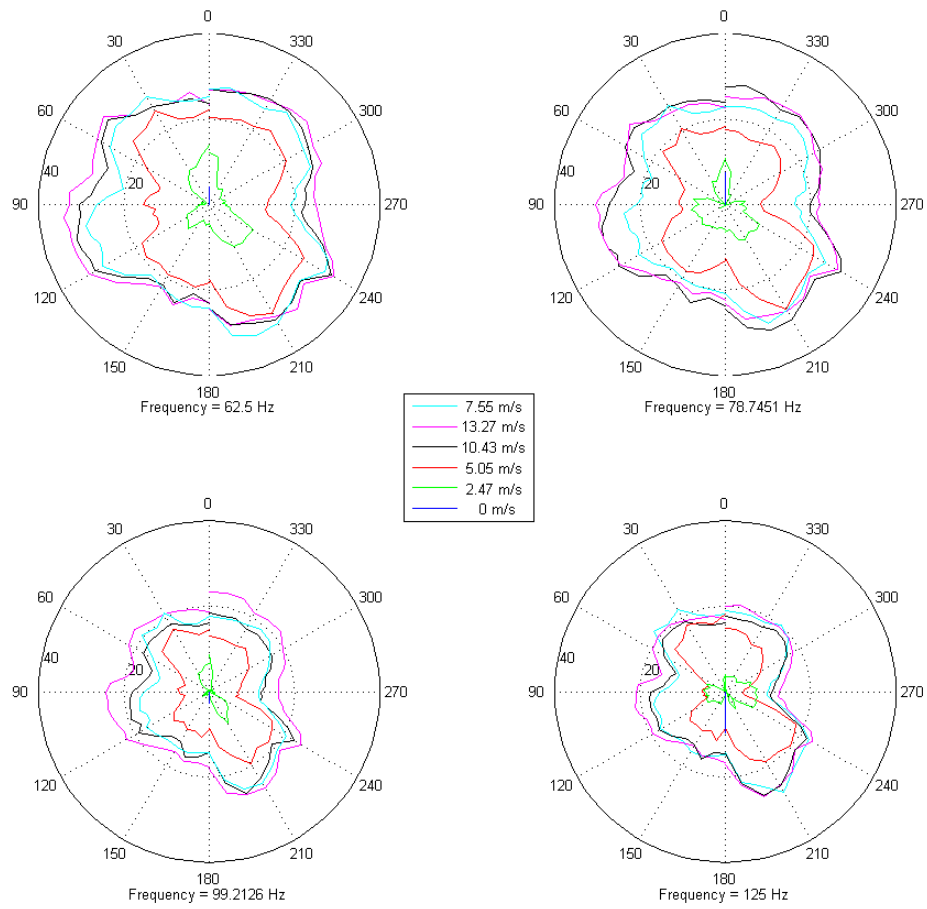 0 0
30 330 30 330
60 300 60 300
40 40
20 20
90 270 90 270
120 240 120 240
150 210 150 210
180 180
Frequency = 62.5 Hz Frequency = 78.7451 Hz
7.55 m/s
13.27 m/s
10.43 m/s
5.05 m/s
2.47 m/s
0 m/s
0 0
30 330 30 330
60 300 60 300
40 40
20 20
90 270 90 270
120 240 120 240
150 210 150 210
180 180
Frequency = 99.2126 Hz Frequency = 125 Hz